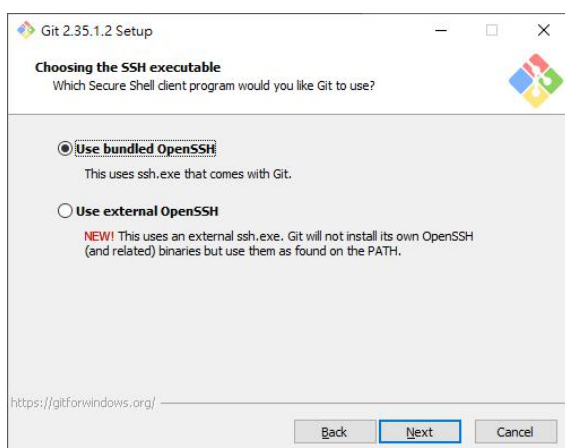 Git 2.35.1.2 Setup
Choosing the SSH executable
Which Secure Shell client program would you like Git to use?
Use bundled OpenSSH
This uses ssh.exe that comes with Git.
Use external OpenSSH
NEW! This uses an external ssh.exe. Git will not install its own OpenSSH
(and related) binaries but use them as found on the PATH.
https://gitforwindows.org/
Back Next Cancel